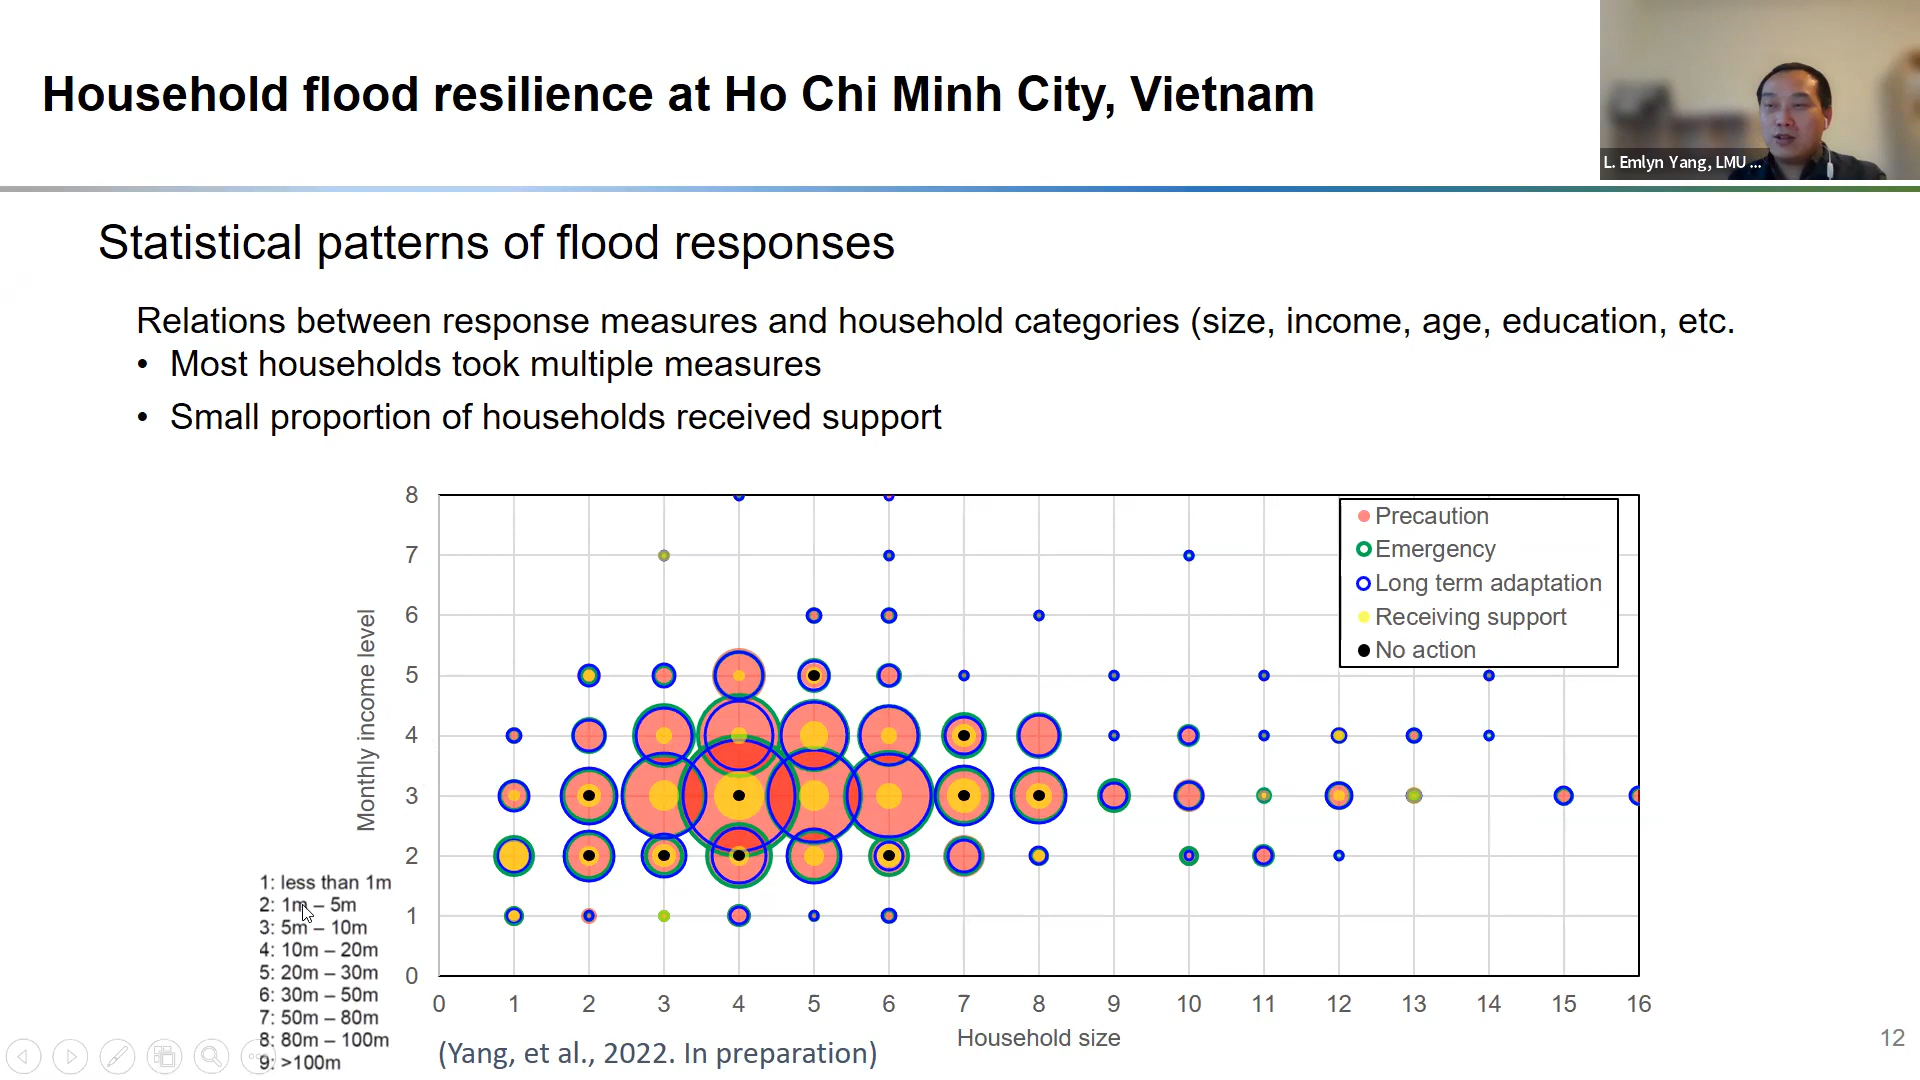 Household flood resilience at Ho Chi Minh City, Vietnam
L. Emlyn Yang, LMU ...
Statistical patterns of flood responses
Relations between response measures and household categories (size, income, age, education, etc.
• Most households took multiple measures
• Small proportion of households received support
8
7
6
5
4
3
2
1
0
Monthly income level
Precaution
Emergency
Long term adaptation
Receiving support
No action
1: less than 1m
2: 1m – 5m
3: 5m – 10m
4: 10m – 20m
5: 20m – 30m
6: 30m – 50m
7: 50m – 80m
8: 80m – 100m
9: >100m
0 1 2 3 4 5 6 7 8 9 10 11 12 13 14 15 16
Household size
(Yang, et al., 2022. In preparation)
12